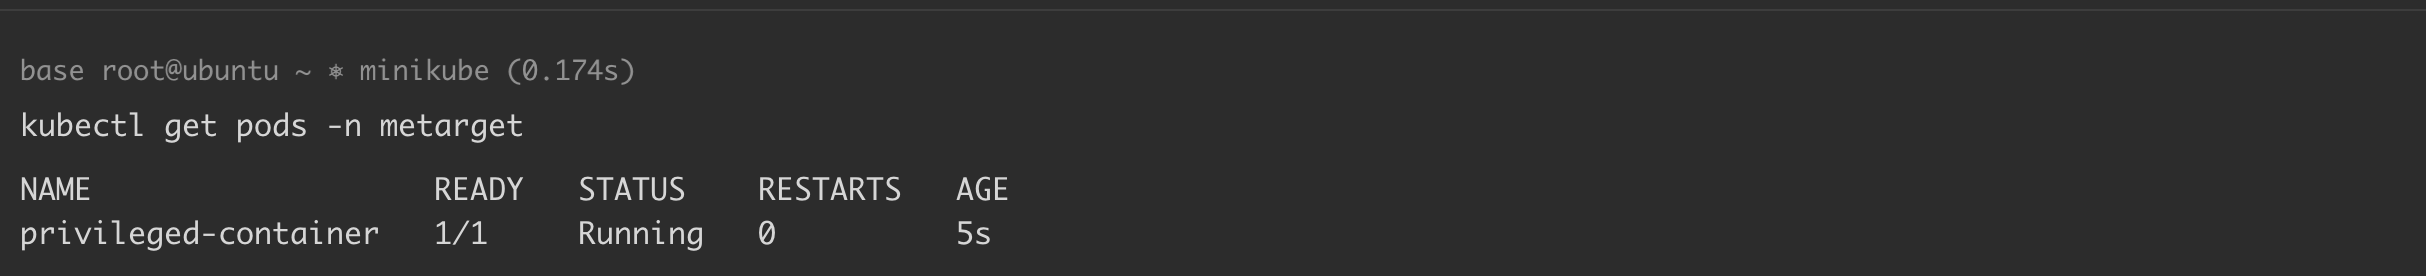 base root@ubuntu ~ ⎈ minikube (0.174s)
kubectl get pods -n metarget
NAME READY STATUS RESTARTS AGE
privileged-container 1/1 Running 0 5s